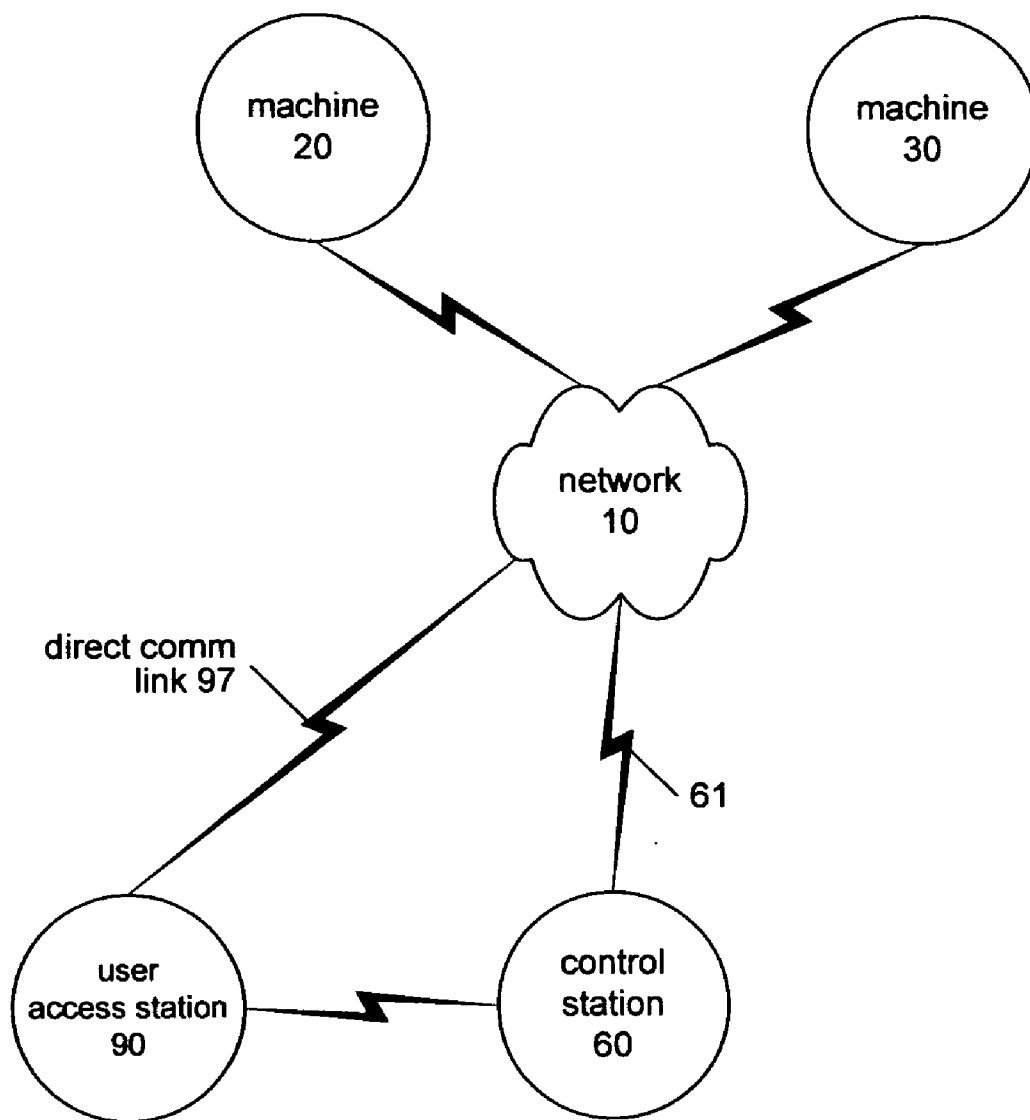 machine
20
machine
30
network
10
direct comm
link 97
61
user
access station
90
control
station
60